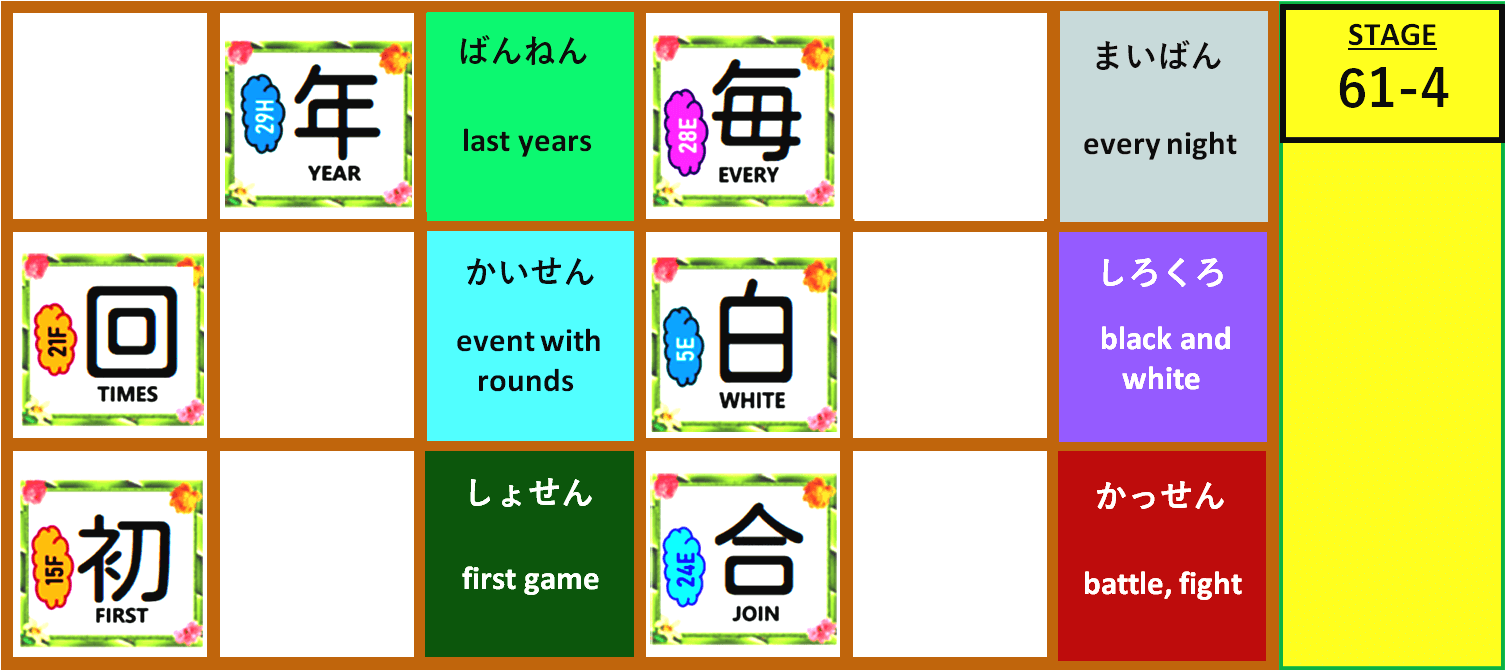 29H
年
YEAR
ばんねん
last years
28E
毎
EVERY
まいばん
every night
STAGE
61-4
21F
回
TIMES
かいせん
event with
rounds
5E
白
WHITE
しろくろ
black and
white
15F
初
FIRST
しょせん
first game
24E
合
JOIN
かっせん
battle, fight